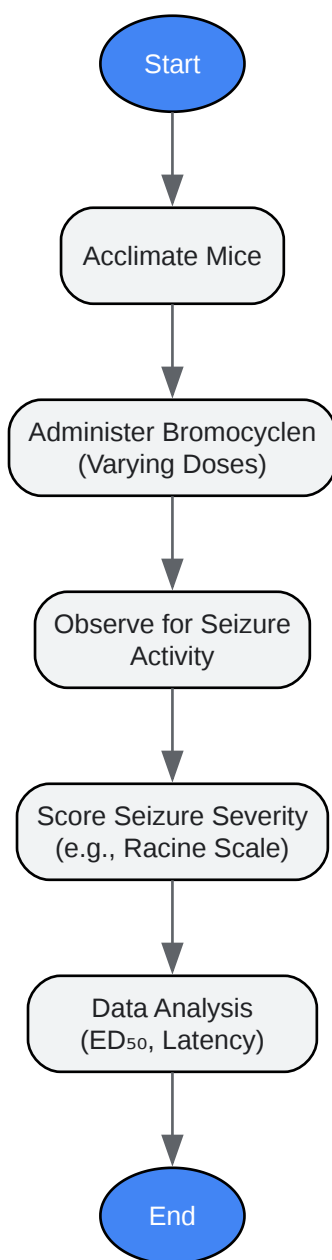 Start
Acclimate Mice
Administer Bromocyclen
(Varying Doses)
Observe for Seizure
Activity
Score Seizure Severity
(e.g., Racine Scale)
Data Analysis
(ED₅₀, Latency)
End